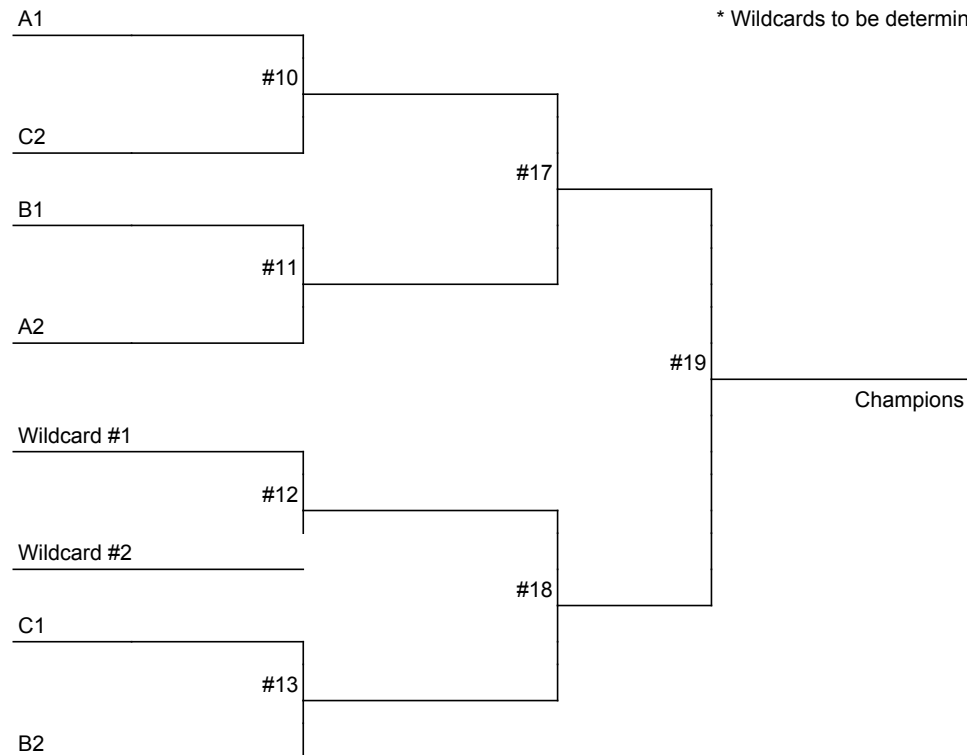 A1
* Wildcards to be determin
#10
C2
#17
B1
#11
A2
#19
Champions
Wildcard #1
#12
Wildcard #2
#18
C1
#13
B2